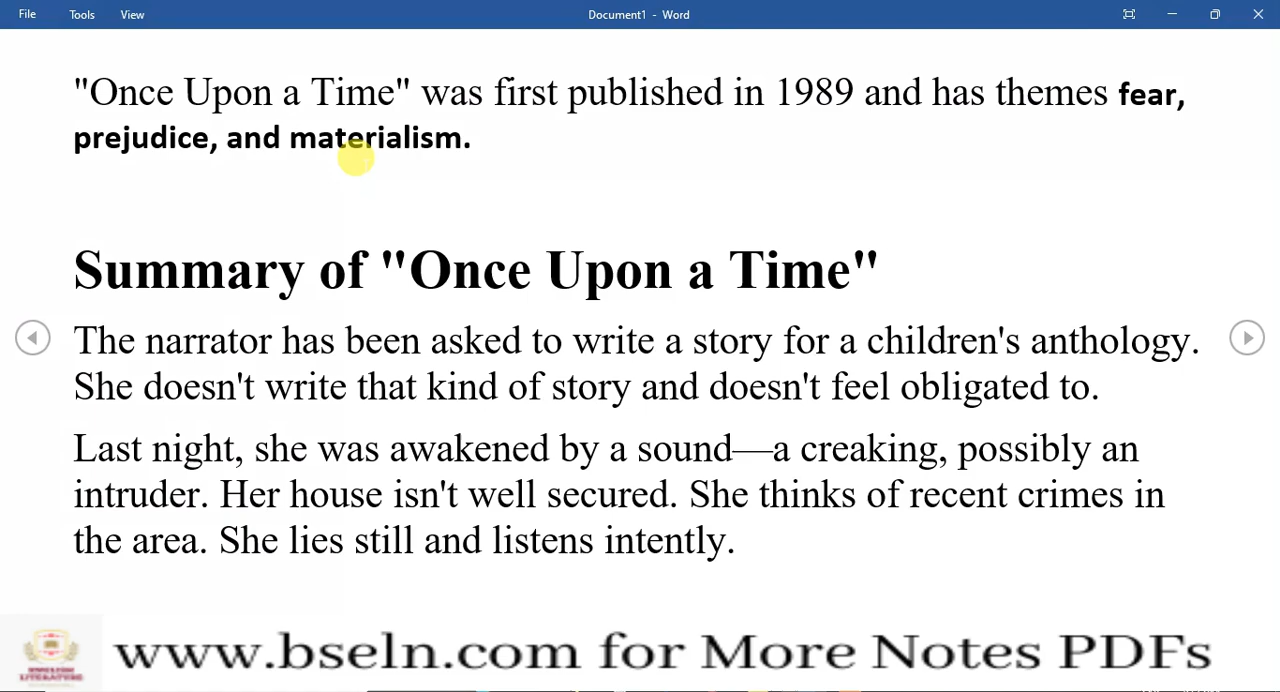 File Tools View Document1 - Word
"Once Upon a Time" was first published in 1989 and has themes fear,
prejudice, and materialism.
Summary of "Once Upon a Time"
The narrator has been asked to write a story for a children's anthology.
She doesn't write that kind of story and doesn't feel obligated to.
Last night, she was awakened by a sound—a creaking, possibly an
intruder. Her house isn't well secured. She thinks of recent crimes in
the area. She lies still and listens intently.
www.bseln.com for More Notes PDFs
ENGLISH
LITERATURE